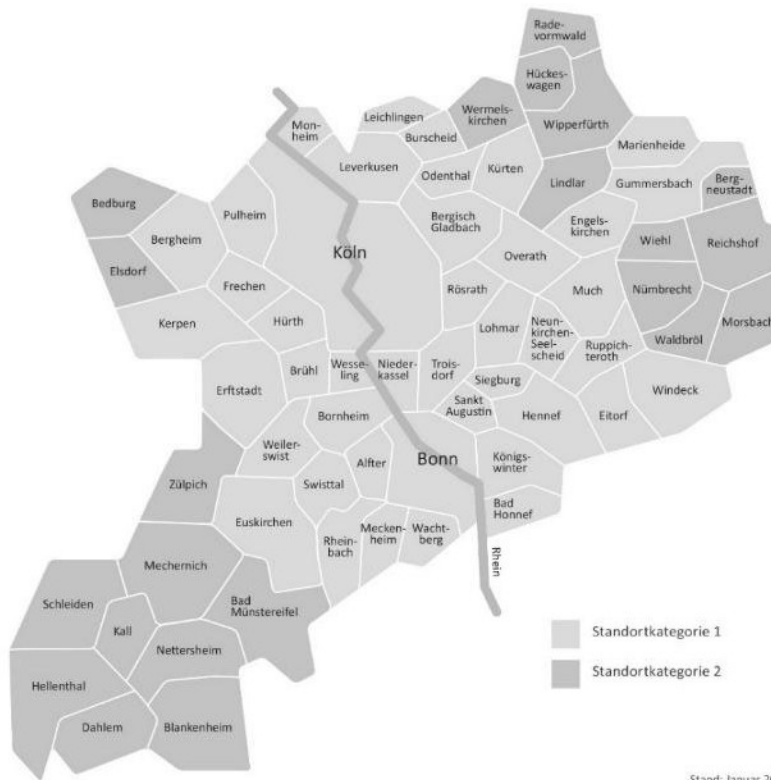 Rade-
vormwald
Hückes-
wagen
Wermels-
kirchen
Wipperfürth
Leichlingen
Mon-
heim
Burscheid
Marienheide
Leverkusen
Odenthal
Kürten
Lindlar
Gummersbach
Berg-
neustadt
Bedburg
Pulheim
Bergheim
Bergisch
Gladbach
Engels-
kirchen
Wiehl
Reichshof
Köln
Overath
Elsdorf
Frechen
Rösrath
Much
Nümbrecht
Kerpen
Hürth
Lohmar
Neun-
kirchen-
Seel-
scheid
Ruppich-
teroth
Waldbröl
Morsbach
Brühl
Wesse-
ling
Nieder-
kassel
Trois-
dorf
Siegburg
Windeck
Erftstadt
Bornheim
Sankt
Augustin
Hennef
Eitorf
Weiler-
swist
Alfter
Bonn
Königs-
winter
Zülpich
Swisttal
Bad
Honnef
Euskirchen
Rhein-
bach
Mecken-
heim
Wacht-
berg
Rhein
Mechernich
Schleiden
Bad
Münstereifel
Kall
Nettersheim
Hellenthal
Dahlem
Blankenheim
Standortkategorie 1
Standortkategorie 2
Stand: Januar